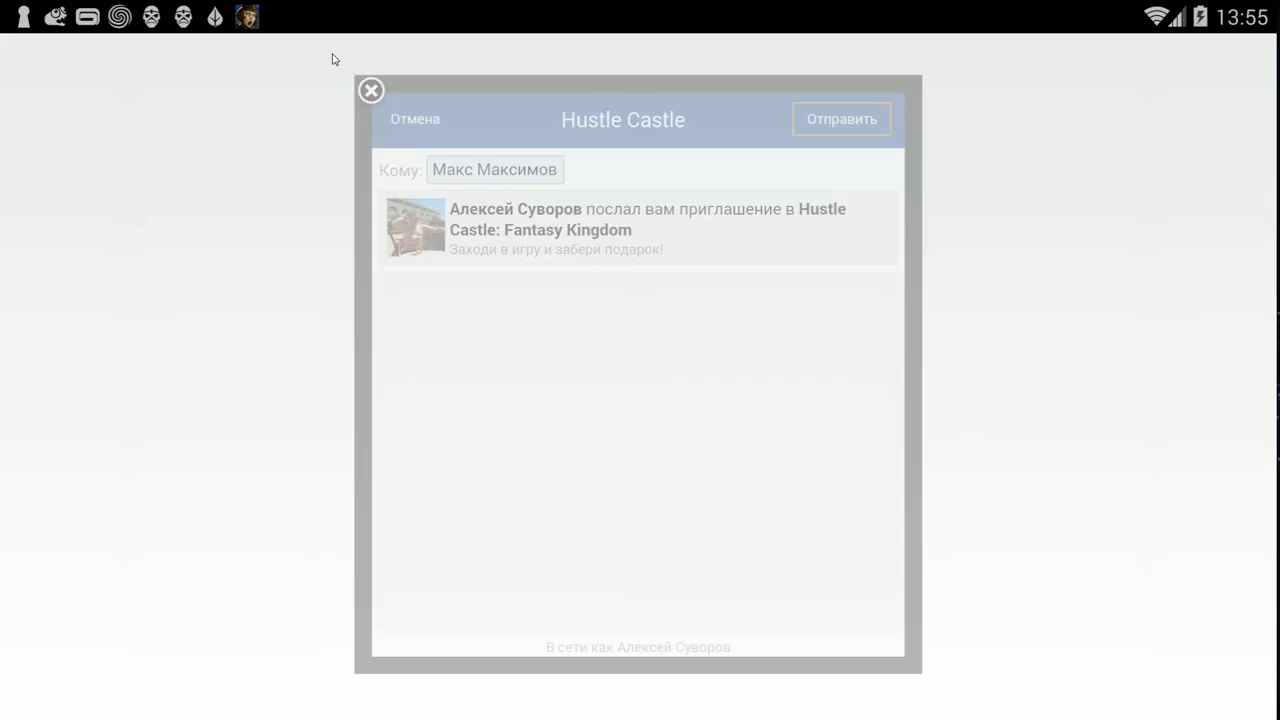 13:55
Отмена
Hustle Castle
Отправить
Кому: Макс Максимов
Алексей Суворов послал вам приглашение в Hustle
Castle: Fantasy Kingdom
Заходи в игру и забери подарок!
В сети как Алексей Суворов